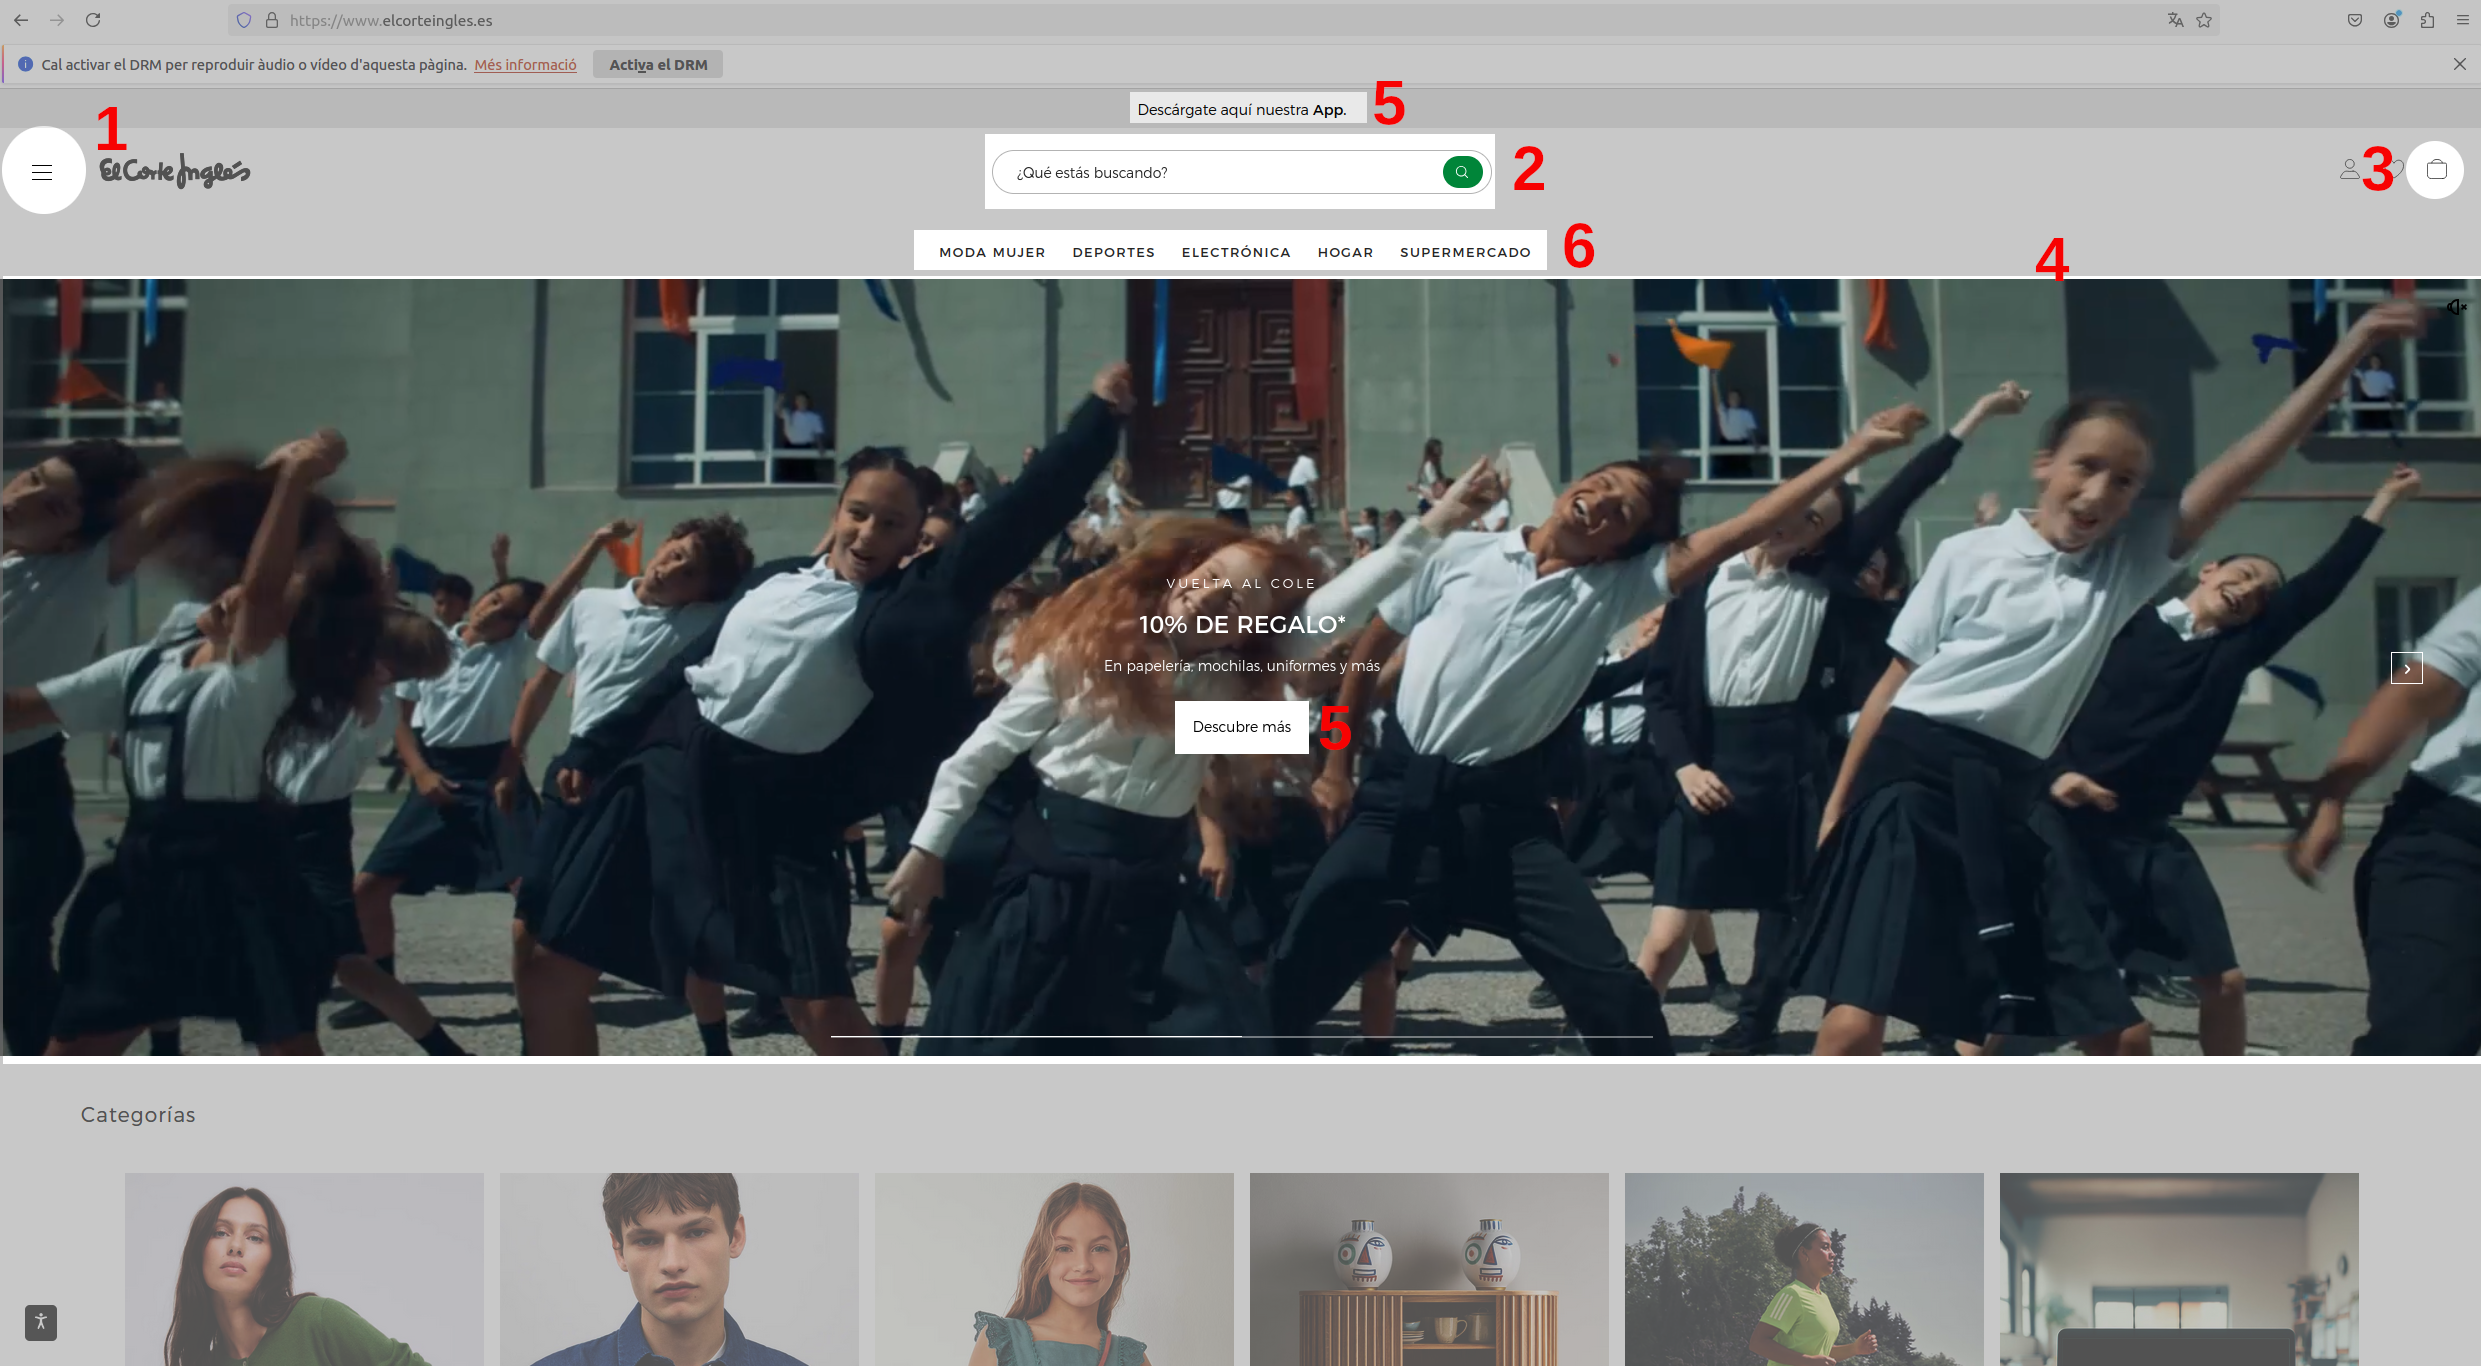 https://www.elcorteingles.es
Cal activar el DRM per reproduir àudio o vídeo d'aquesta pàgina. Més informació Activa el DRM
Descárgate aquí nuestra App. 5
1
El Corte Inglés
¿Qué estás buscando?
2
3
MODA MUJER DEPORTES ELECTRÓNICA HOGAR SUPERMERCADO 6
4
VUELTA AL COLE
10% DE REGALO*
En papelería, mochilas, uniformes y más
Descubre más 5
Categorías